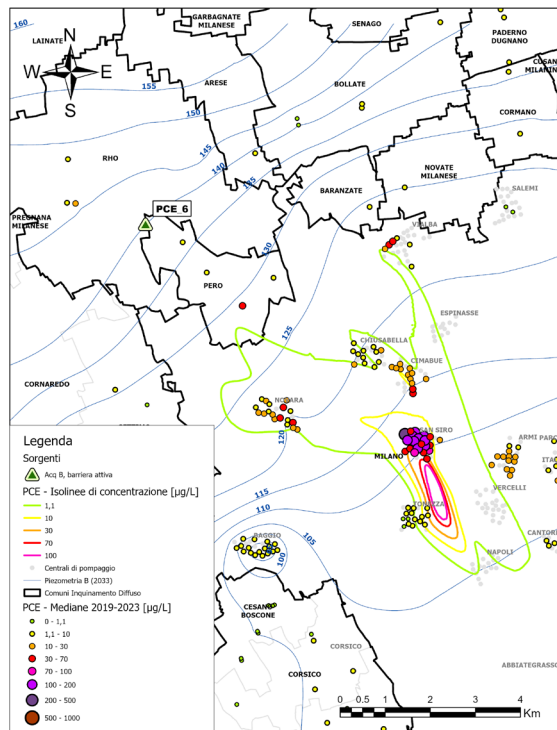 160
GARBAGNATE
MILANESE
SENAGO
PADERNO
DUGNANO
LAINATE
N
W
E
S
CUSAN
MILANIN
155
ARESE
BOLLATE
150
CORMANO
145
RHO
140
NOVATE
MILANESE
135
BARANZATE
SALEMI
PCE_6
PREGNANA
MILANESE
VIALBA
130
PERO
ESPINASSE
125
CHIUSABELLA
CIMABUE
CORNAREDO
NOVARA
SAN SIRO
120
ARMI
PARC
MILANO
ITA
VERCELLI
115
TONEZZA
110
CANTORE
BAGGIO
105
NAPOLI
100
CESANO
BOSCONE
CORSICO
CORSICO
ABBIATEGRASSO
Legenda
Sorgenti
Acq B, barriera attiva
PCE - Isolinee di concentrazione [µg/L]
1,1
10
30
70
100
Centrali di pompaggio
Piezometria B (2033)
Comuni Inquinamento Diffuso
PCE - Mediane 2019-2023 [µg/L]
0 - 1,1
1,1 - 10
10 - 30
30 - 70
70 - 100
100 - 200
200 - 500
500 - 1000
0 0.5 1 2 3 4
Km